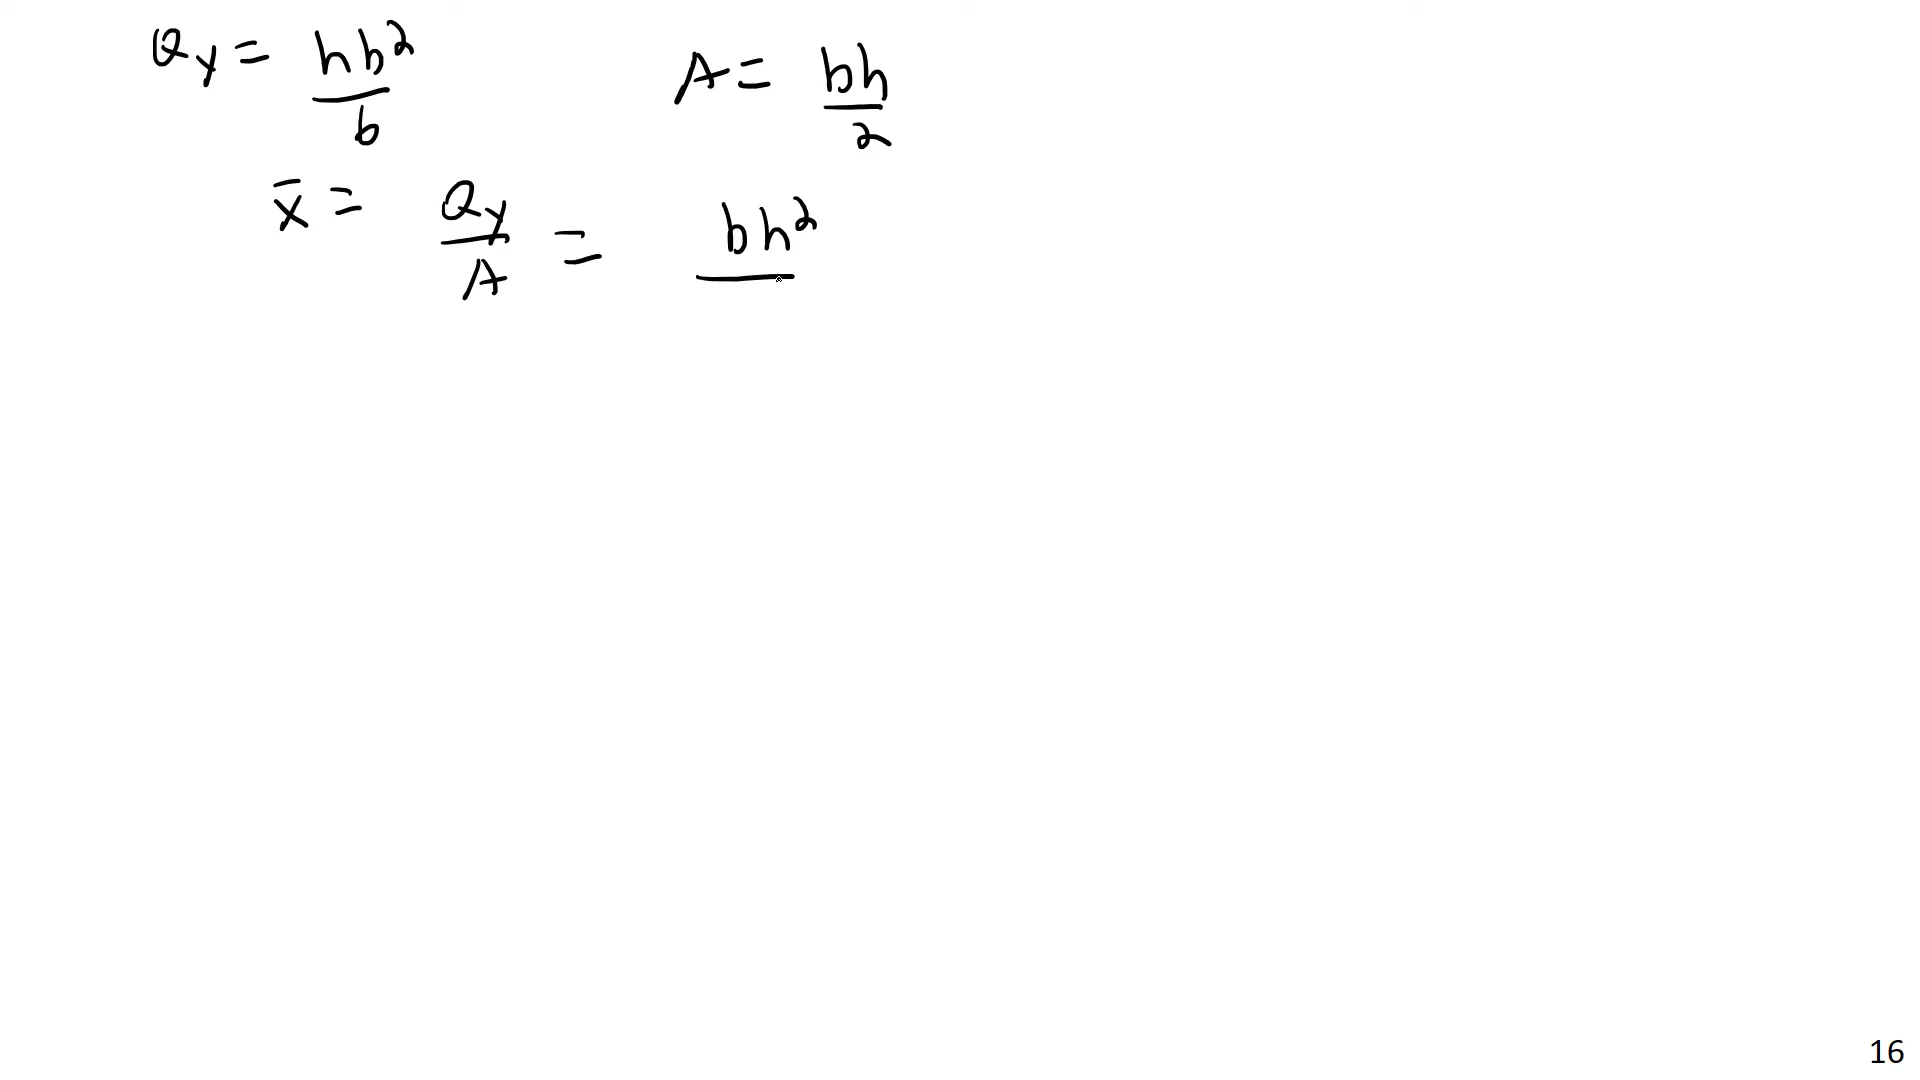 Qy = hb²/6 A = bh/2
x̄ = Qy/A = bh²
16